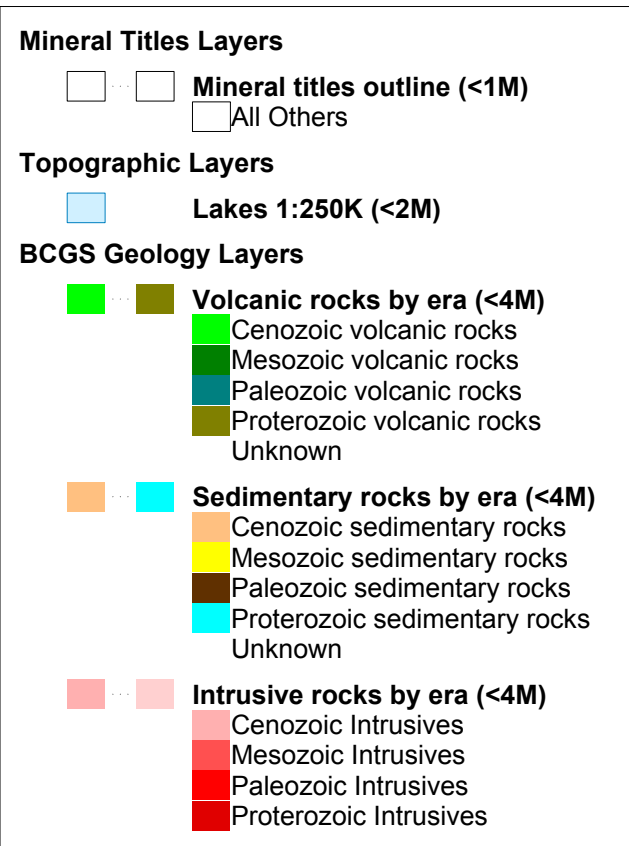 Mineral Titles Layers
Mineral titles outline (<1M)
All Others
Topographic Layers
Lakes 1:250K (<2M)
BCGS Geology Layers
Volcanic rocks by era (<4M)
Cenozoic volcanic rocks
Mesozoic volcanic rocks
Paleozoic volcanic rocks
Proterozoic volcanic rocks
Unknown
Sedimentary rocks by era (<4M)
Cenozoic sedimentary rocks
Mesozoic sedimentary rocks
Paleozoic sedimentary rocks
Proterozoic sedimentary rocks
Unknown
Intrusive rocks by era (<4M)
Cenozoic Intrusives
Mesozoic Intrusives
Paleozoic Intrusives
Proterozoic Intrusives